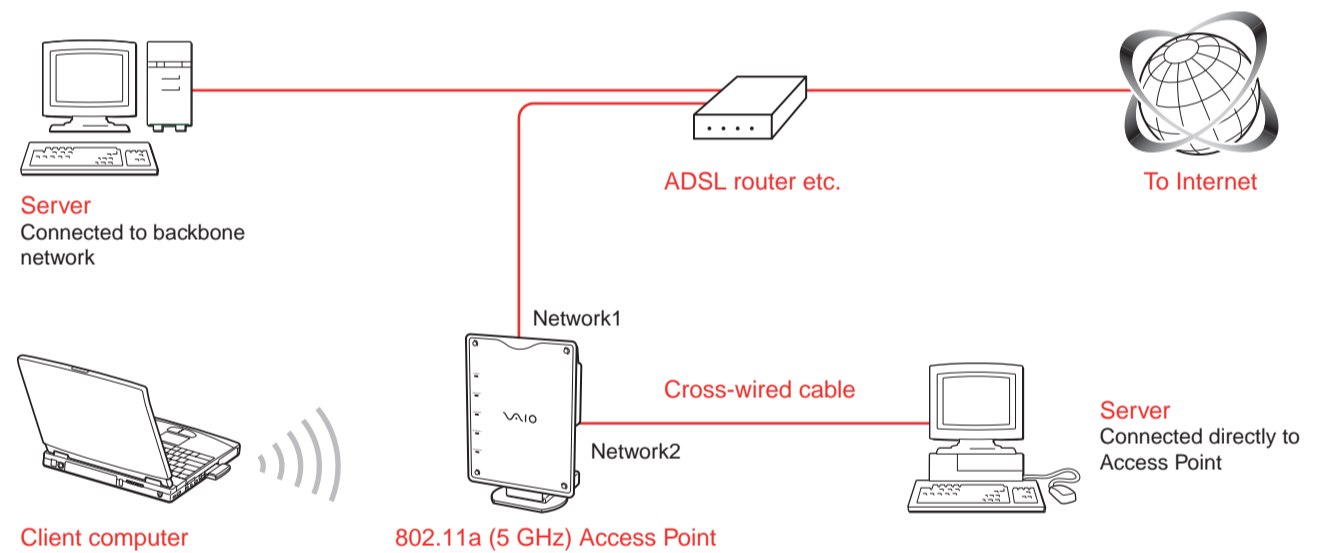 ADSL router etc.
To Internet
Server
Connected to backbone
network
Network1
Cross-wired cable
VAIO
Network2
Server
Connected directly to
Access Point
Client computer
802.11a (5 GHz) Access Point